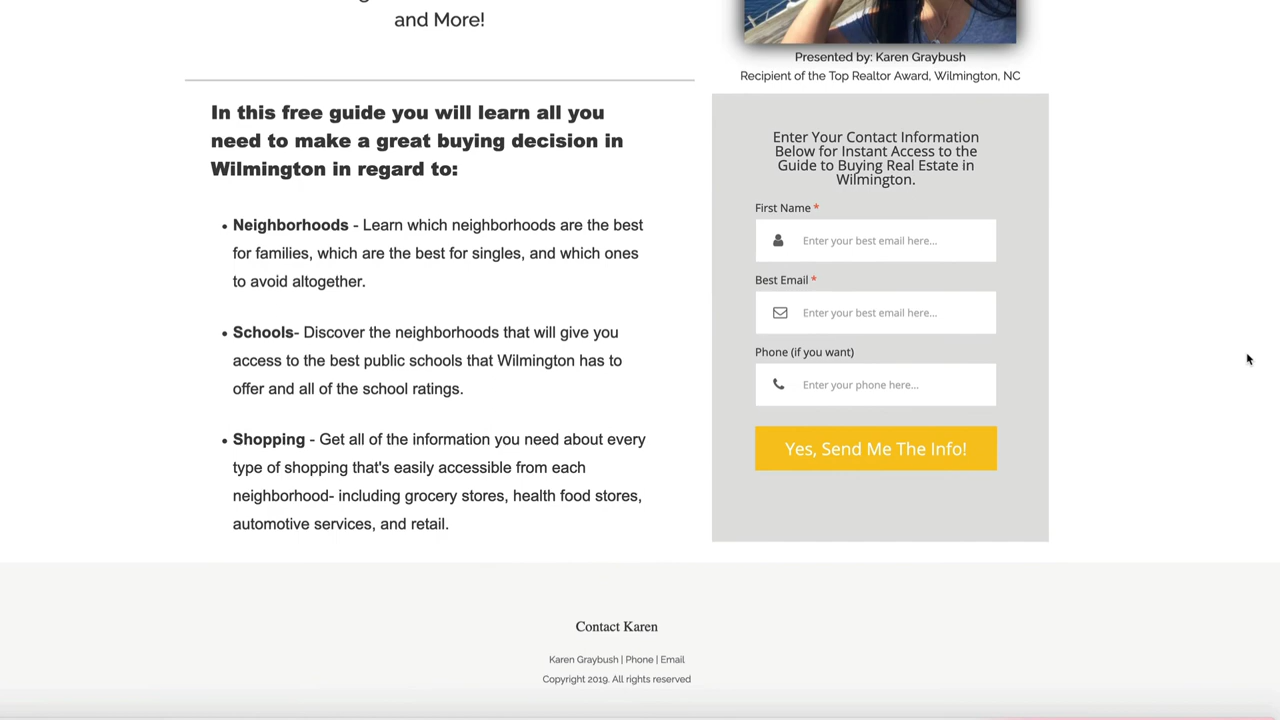 and More!
In this free guide you will learn all you
need to make a great buying decision in
Wilmington in regard to:
• Neighborhoods - Learn which neighborhoods are the best
for families, which are the best for singles, and which ones
to avoid altogether.
• Schools- Discover the neighborhoods that will give you
access to the best public schools that Wilmington has to
offer and all of the school ratings.
• Shopping - Get all of the information you need about every
type of shopping that's easily accessible from each
neighborhood- including grocery stores, health food stores,
automotive services, and retail.
Presented by: Karen Graybush
Recipient of the Top Realtor Award, Wilmington, NC
Enter Your Contact Information
Below for Instant Access to the
Guide to Buying Real Estate in
Wilmington.
First Name *
Enter your best email here...
Best Email *
Enter your best email here...
Phone (if you want)
Enter your phone here...
Yes, Send Me The Info!
Contact Karen
Karen Graybush | Phone | Email
Copyright 2019. All rights reserved